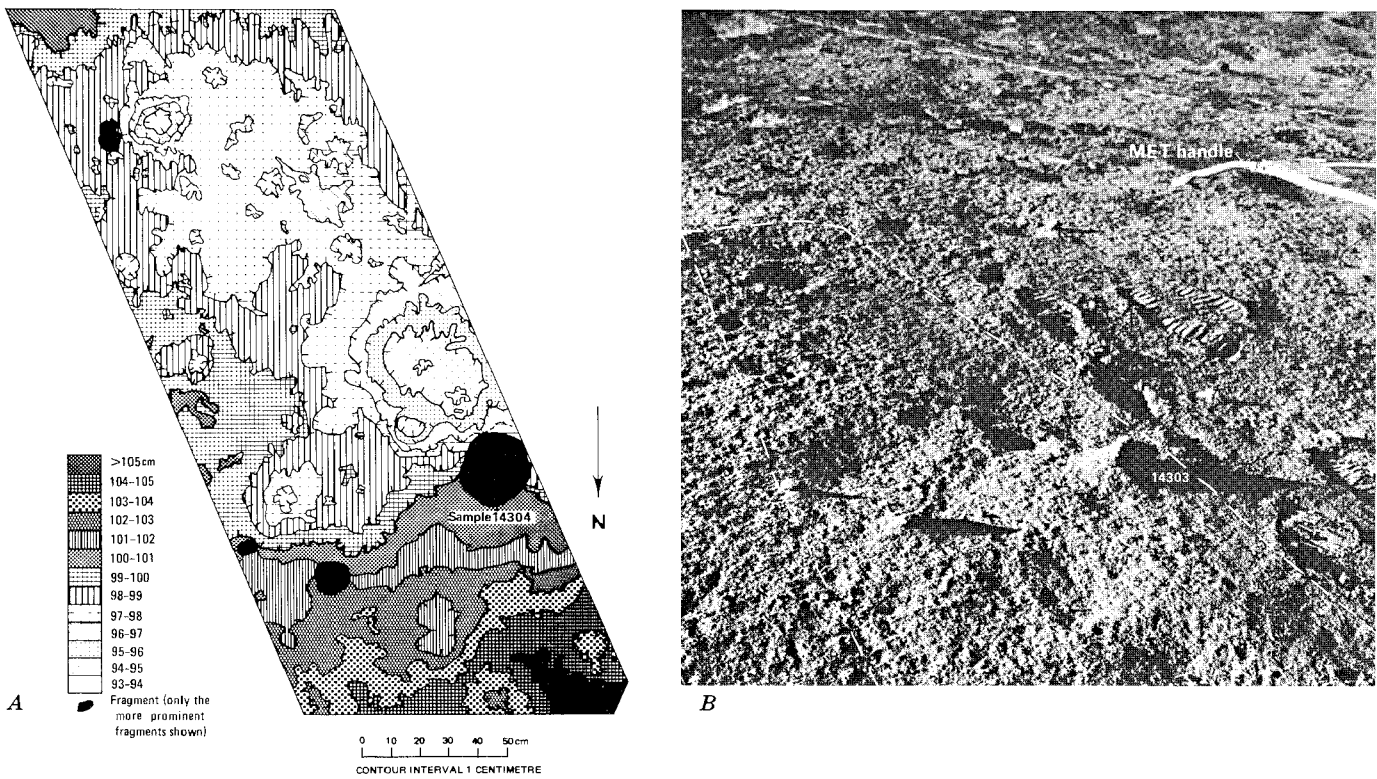 Sample 14304
N
>105cm
104-105
103-104
102-103
101-102
100-101
99-100
98-99
97-98
96-97
95-96
94-95
93-94
Fragment (only the
more prominent
fragments shown)
0 10 20 30 40 50cm
CONTOUR INTERVAL 1 CENTIMETRE
A
MET handle
14303
B